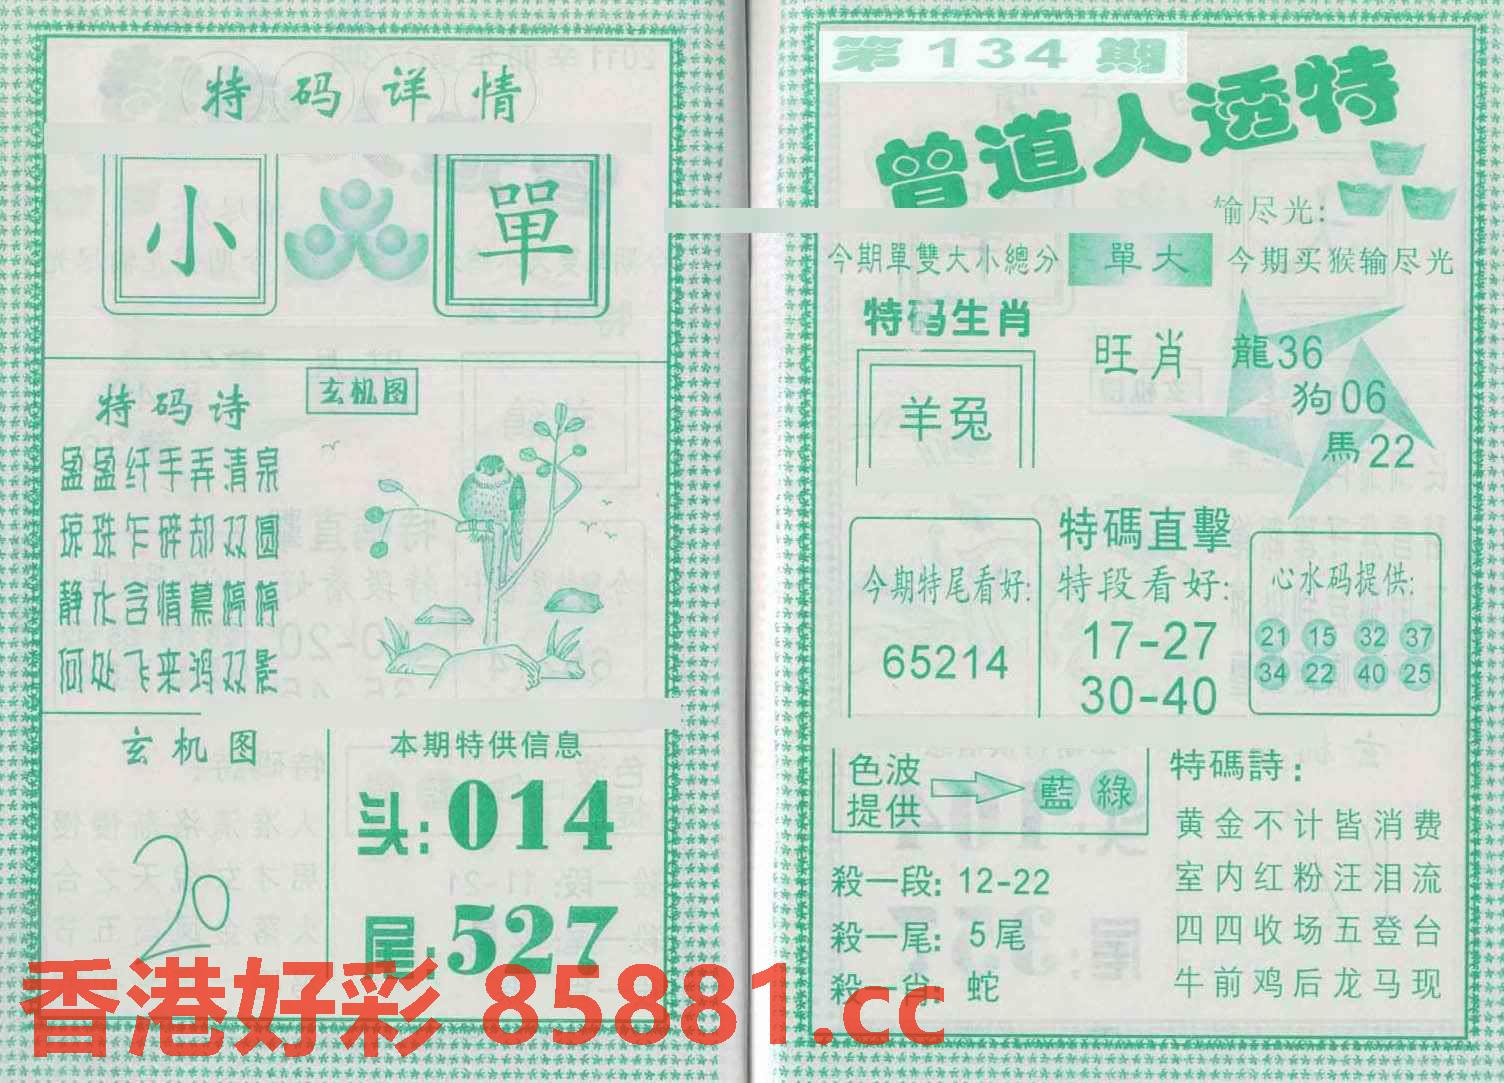 特码详情
小 單
特码诗
玄机图
盈盈纤手弄清泉
琼珠乍碎却双圆
静水含情慕停停
何处飞来鸿双影
玄机图
20
本期特供信息
头:014
尾:527
第134期
曾道人透特
输尽光:
今期單雙大小總分 單大 今期买猴输尽光
特码生肖
羊兔
旺肖
龍36
狗06
馬22
今期特尾看好:
65214
特碼直擊
特段看好:
17-27
30-40
心水码提供:
21 15 32 37
34 22 40 25
色波
提供
藍 綠
殺一段: 12-22
殺一尾: 5尾
殺一肖: 蛇
特碼詩:
黄金不计皆消费
室内红粉汪泪流
四四收场五登台
牛前鸡后龙马现
香港好彩 85881.cc